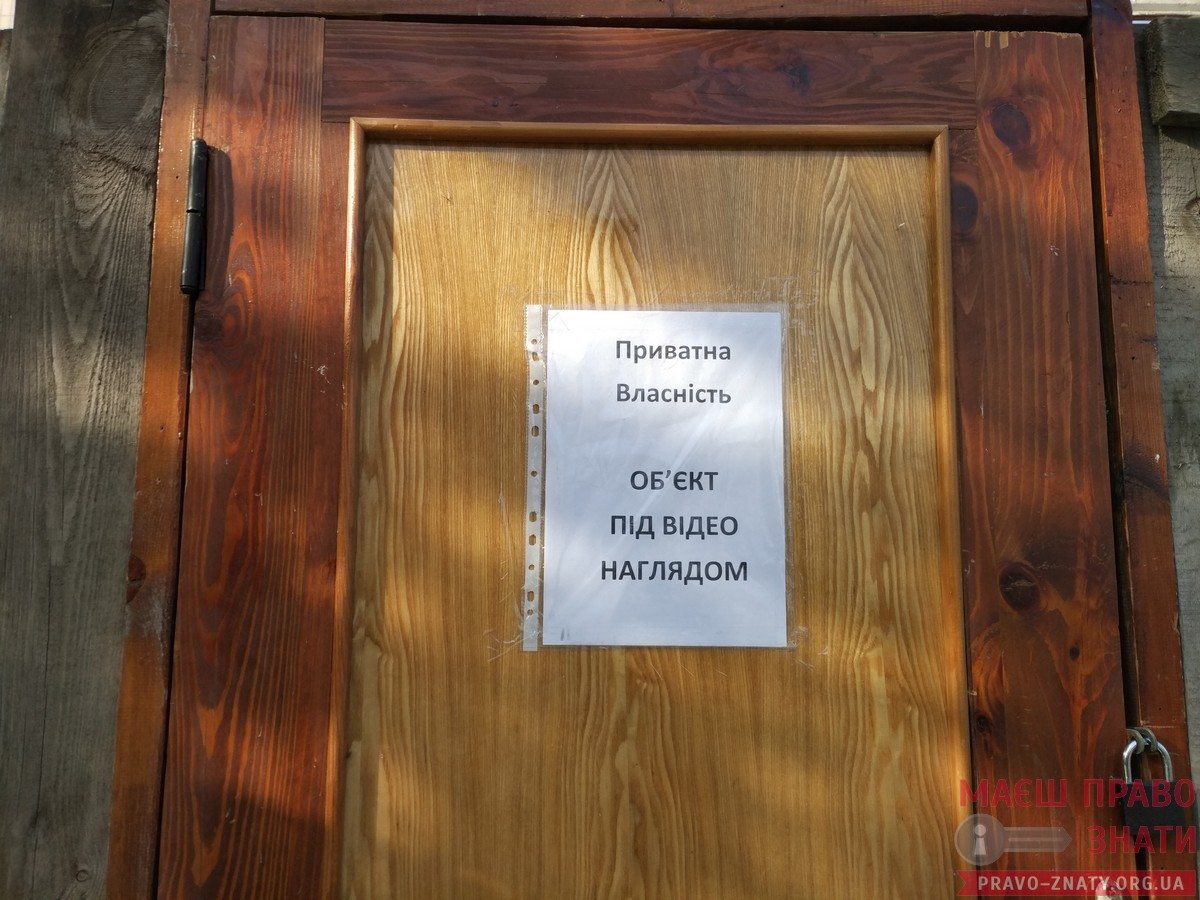 Приватна
Власність
ОБ’ЄКТ
ПІД ВІДЕО
НАГЛЯДОМ
МАЄШ ПРАВО
ЗНАТИ
PRAVO-ZNATY.ORG.UA